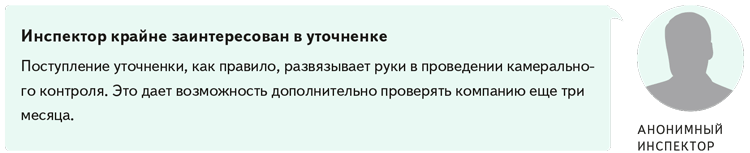 Инспектор крайне заинтересован в уточненке
Поступление уточненки, как правило, развязывает руки в проведении камерально-
го контроля. Это дает возможность дополнительно проверять компанию еще три
месяца.
АНОНИМНЫЙ
ИНСПЕКТОР